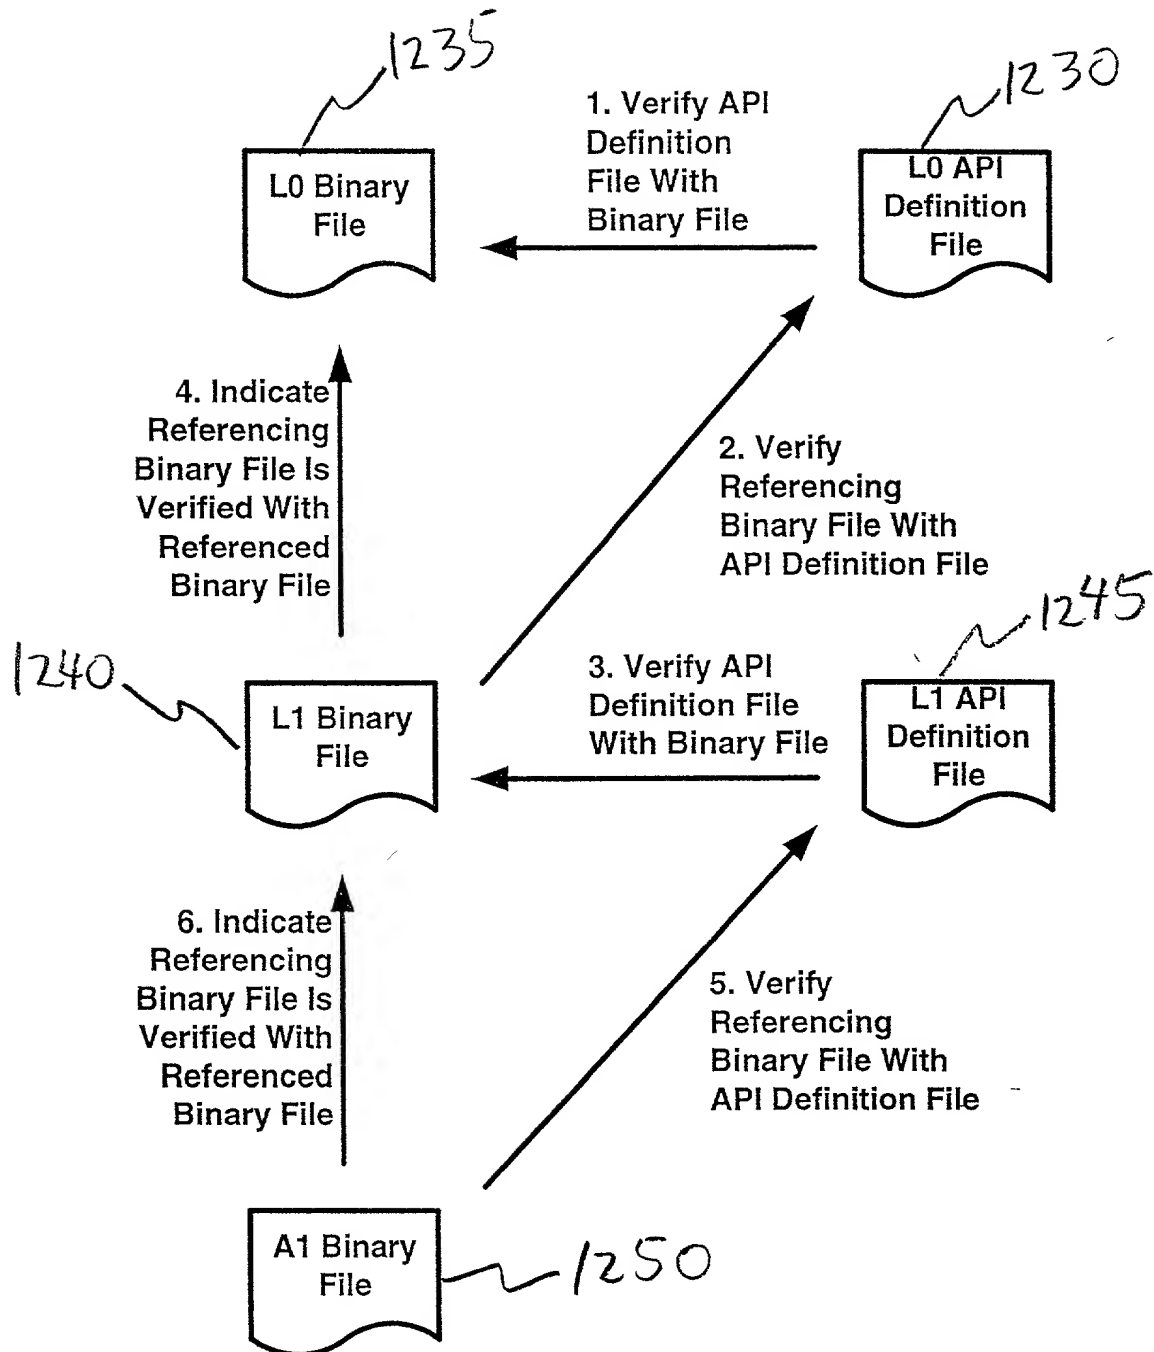 1235
1230
1. Verify API
Definition
File With
Binary File
L0 Binary
File
L0 API
Definition
File
4. Indicate
Referencing
Binary File Is
Verified With
Referenced
Binary File
2. Verify
Referencing
Binary File With
API Definition File
1245
1240
3. Verify API
Definition File
With Binary File
L1 Binary
File
L1 API
Definition
File
6. Indicate
Referencing
Binary File Is
Verified With
Referenced
Binary File
5. Verify
Referencing
Binary File With
API Definition File
A1 Binary
File
1250